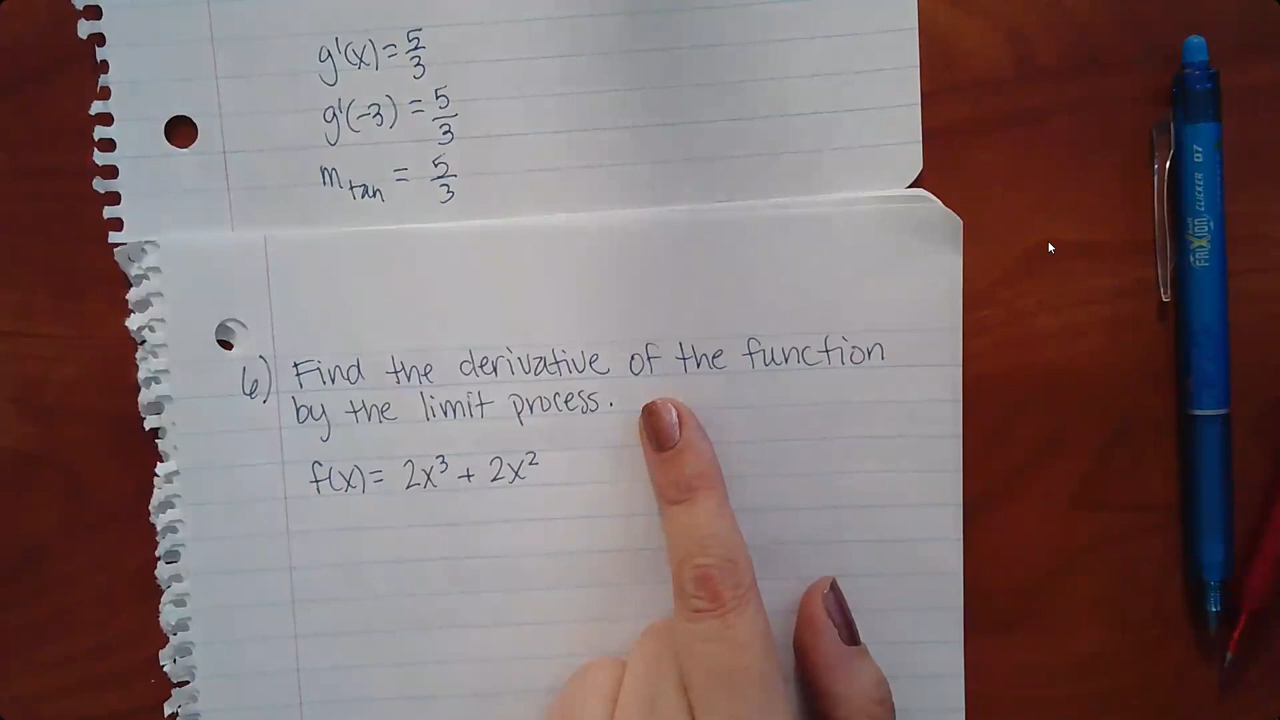 g'(x) = 5/3
g'(-3) = 5/3
m_tan = 5/3
6) Find the derivative of the function
by the limit process.
f(x) = 2x³ + 2x²
FRIXION CLICKER 07